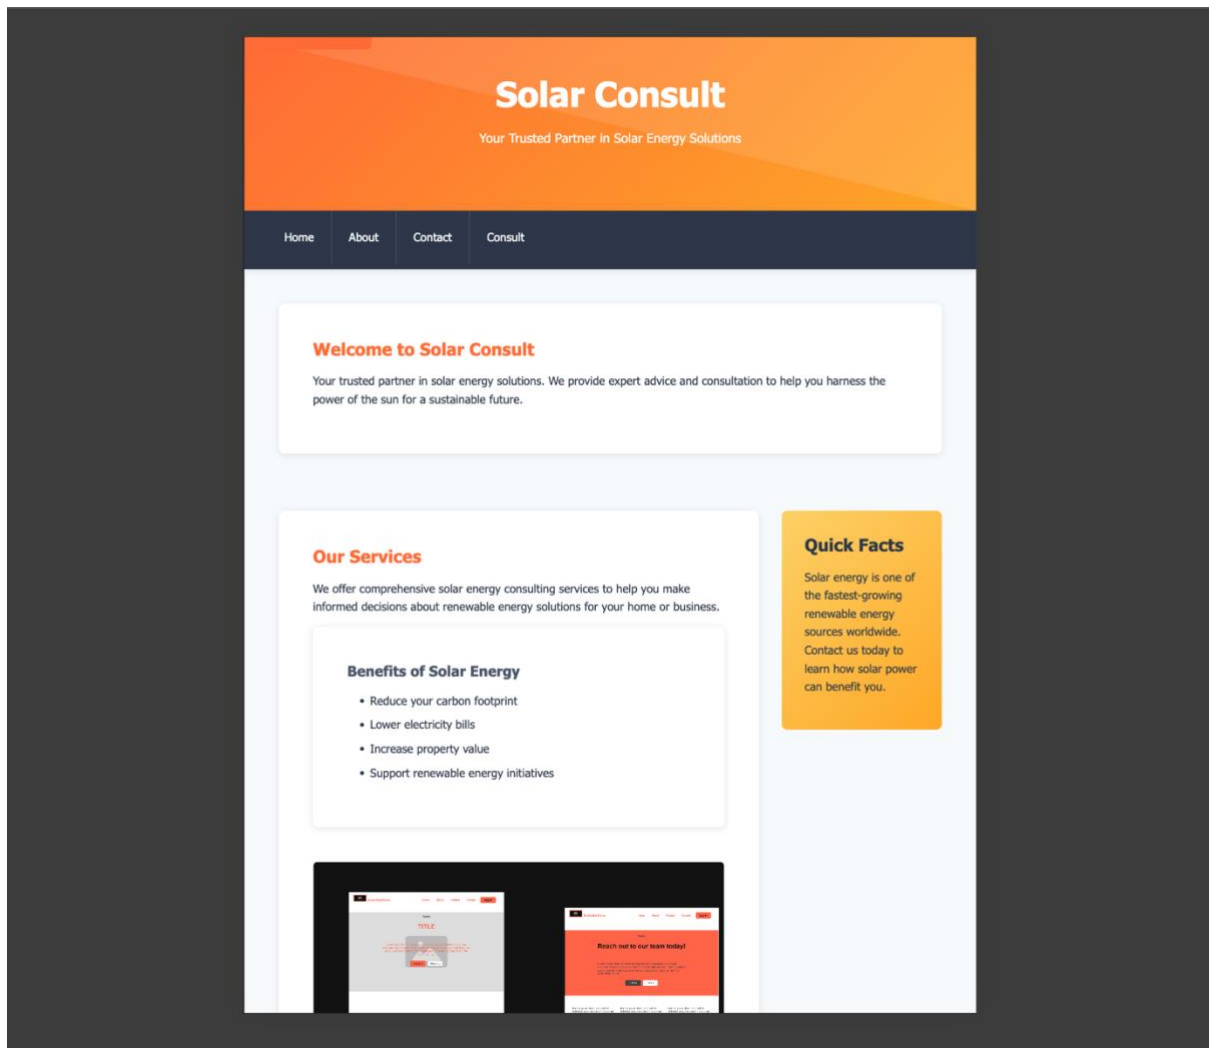 Solar Consult
Your Trusted Partner in Solar Energy Solutions
Home
About
Contact
Consult
Welcome to Solar Consult
Your trusted partner in solar energy solutions. We provide expert advice and consultation to help you harness the
power of the sun for a sustainable future.
Our Services
We offer comprehensive solar energy consulting services to help you make
informed decisions about renewable energy solutions for your home or business.
Benefits of Solar Energy
• Reduce your carbon footprint
• Lower electricity bills
• Increase property value
• Support renewable energy initiatives
Quick Facts
Solar energy is one of
the fastest-growing
renewable energy
sources worldwide.
Contact us today to
learn how solar power
can benefit you.
TITLE
Reach out to our team today!